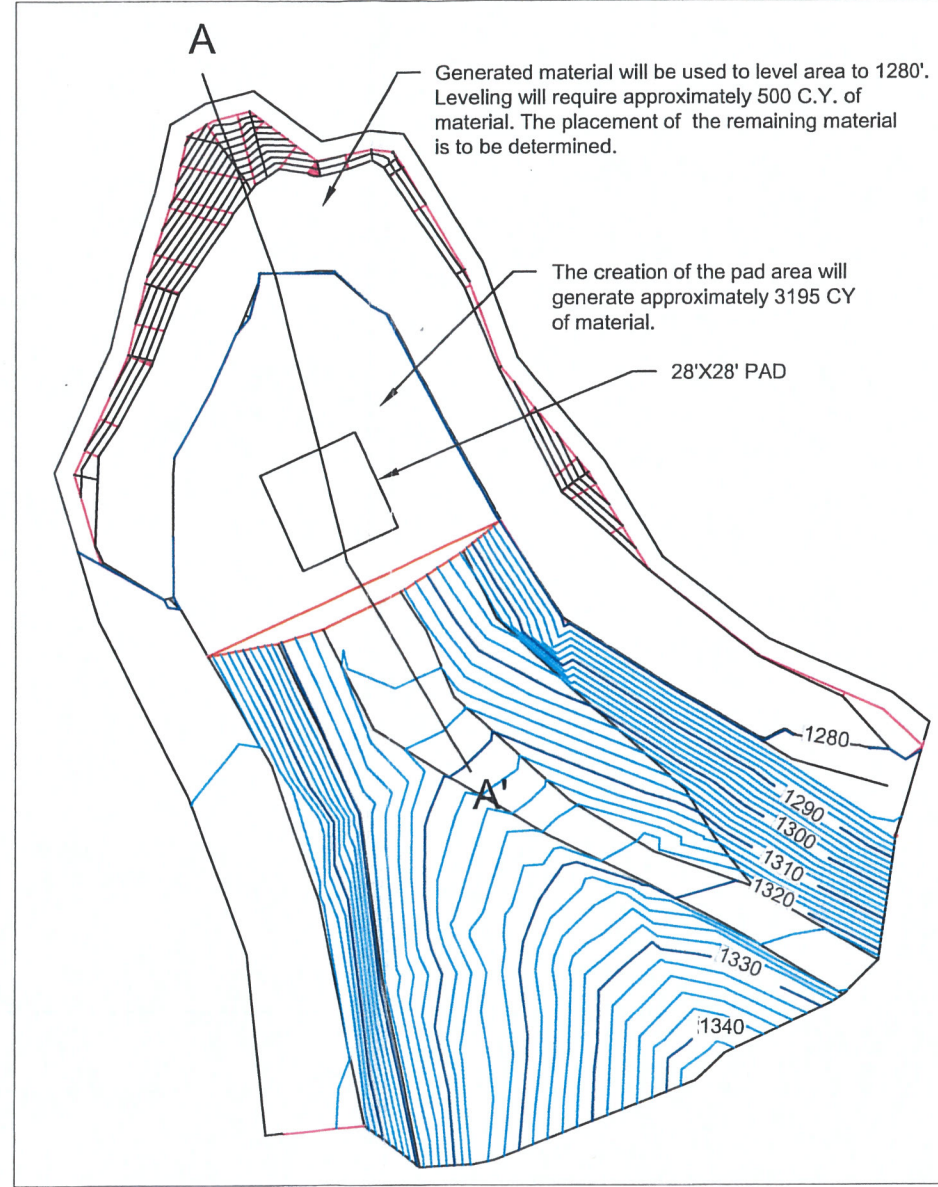 A
Generated material will be used to level area to 1280'.
Leveling will require approximately 500 C.Y. of
material. The placement of the remaining material
is to be determined.
The creation of the pad area will
generate approximately 3195 CY
of material.
28'X28' PAD
1280
A'
1290
1300
1310
1320
1330
1340